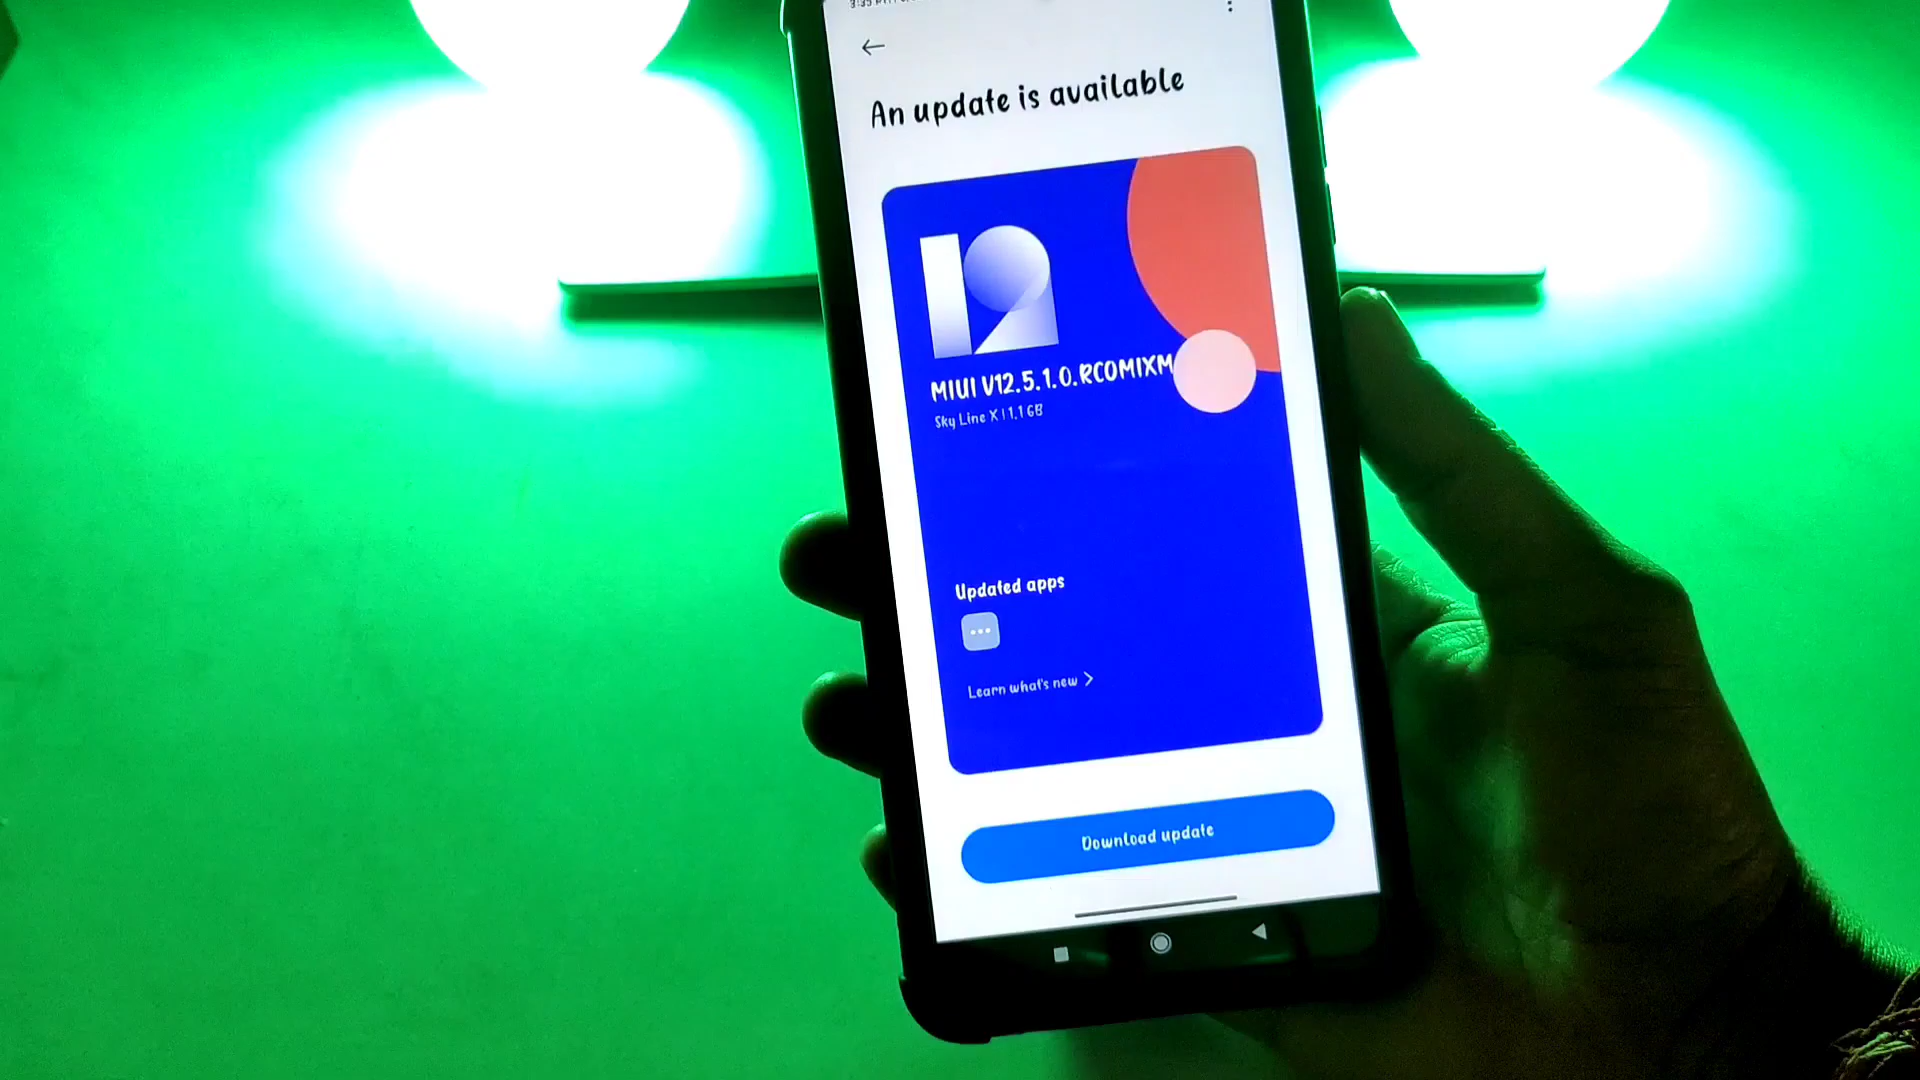 An update is available
MIUI V12.5.1.0.RCOMIXM
Sky Line X | 1.1 GB
Updated apps
Learn what's new
Download update